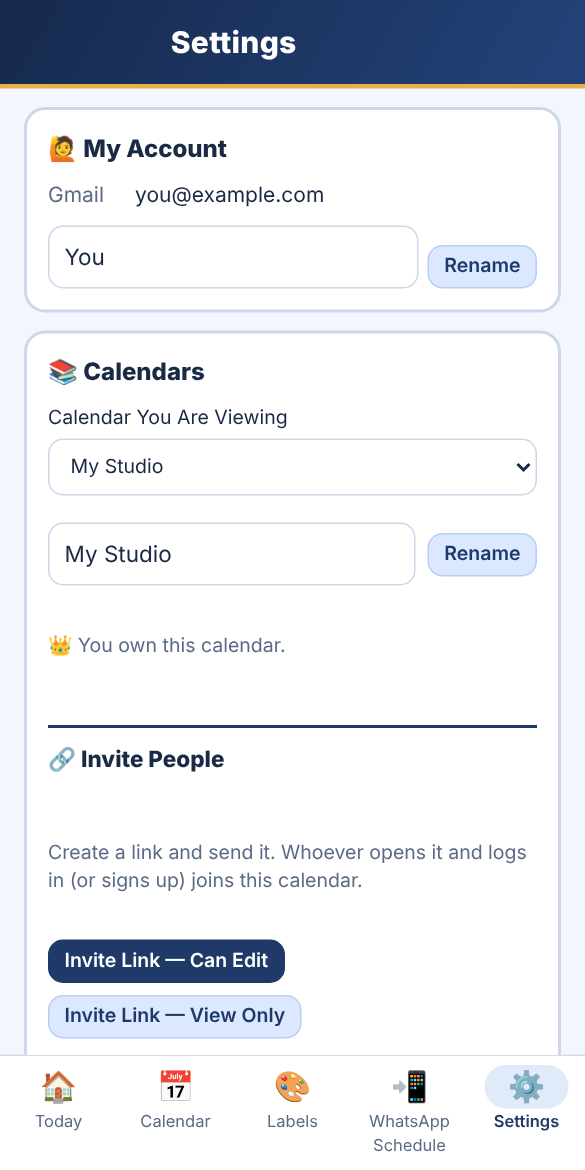 Settings
My Account
Gmail you@example.com
You
Rename
Calendars
Calendar You Are Viewing
My Studio
My Studio
Rename
You own this calendar.
Invite People
Create a link and send it. Whoever opens it and logs
in (or signs up) joins this calendar.
Invite Link — Can Edit
Invite Link — View Only
July
17
Today
Calendar
Labels
WhatsApp
Schedule
Settings